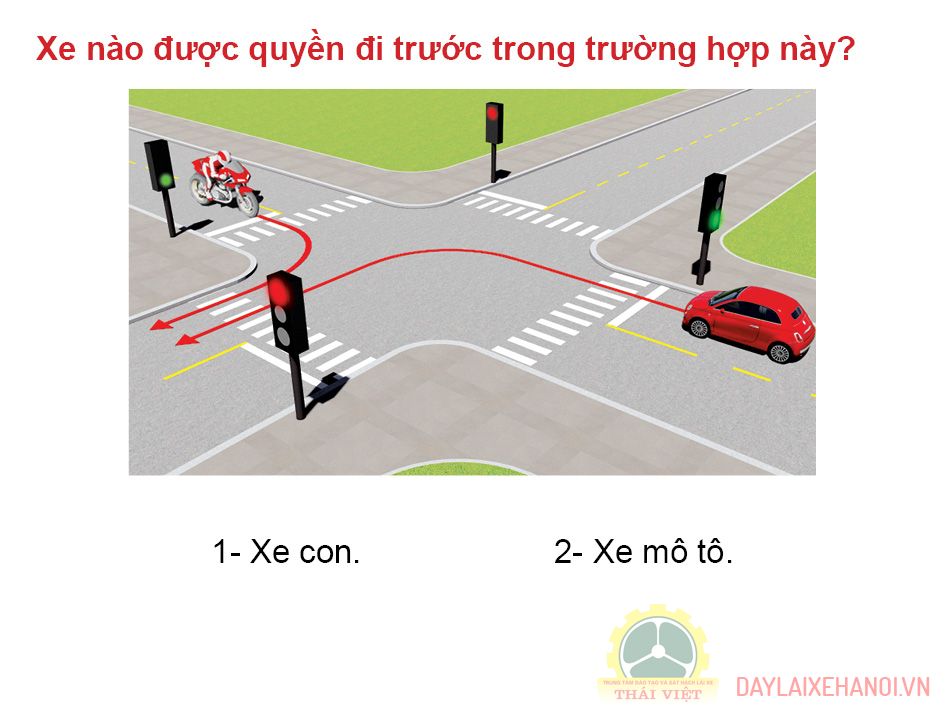 Xe nào được quyền đi trước trong trường hợp này?
1- Xe con. 2- Xe mô tô.
TRUNG TÂM ĐÀO TẠO VÀ SÁT HẠCH LÁI XE
THÁI VIỆT
DAYLAIXEHANOI.VN